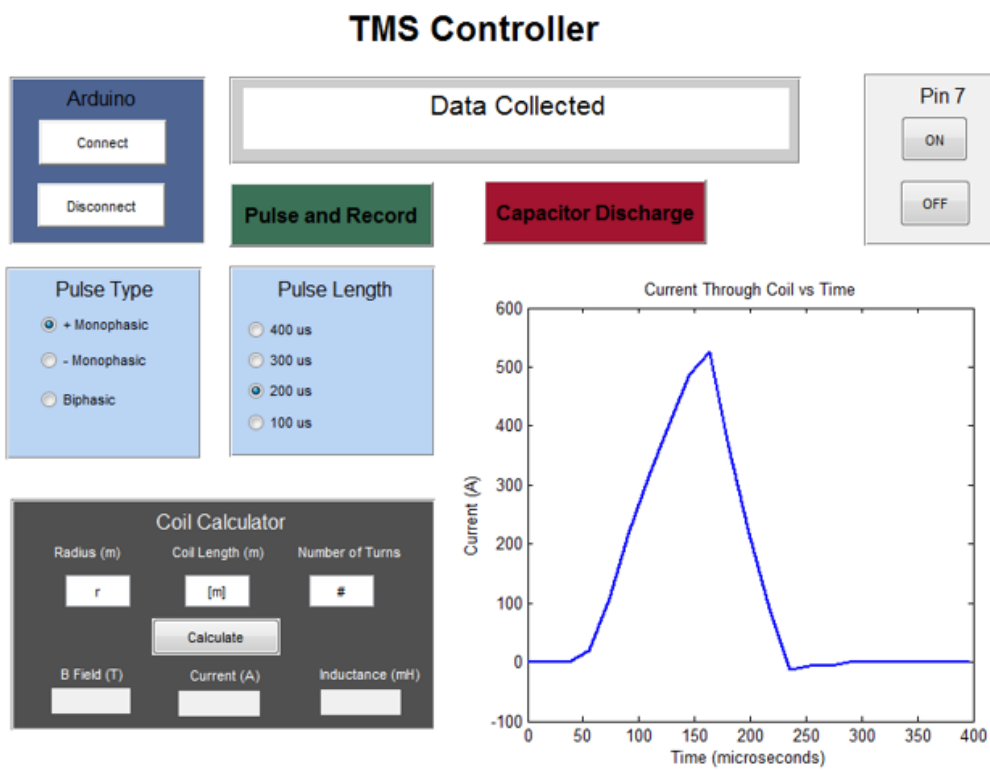 TMS Controller
Arduino
Connect
Disconnect
Data Collected
Pulse and Record
Capacitor Discharge
Pin 7
ON
OFF
Pulse Type
+ Monophasic
- Monophasic
Biphasic
Pulse Length
400 us
300 us
200 us
100 us
Coil Calculator
Radius (m)
Coil Length (m)
Number of Turns
r
[m]
#
Calculate
B Field (T)
Current (A)
Inductance (mH)
Current Through Coil vs Time
Current (A)
600
500
400
300
200
100
0
-100
0 50 100 150 200 250 300 350 400
Time (microseconds)